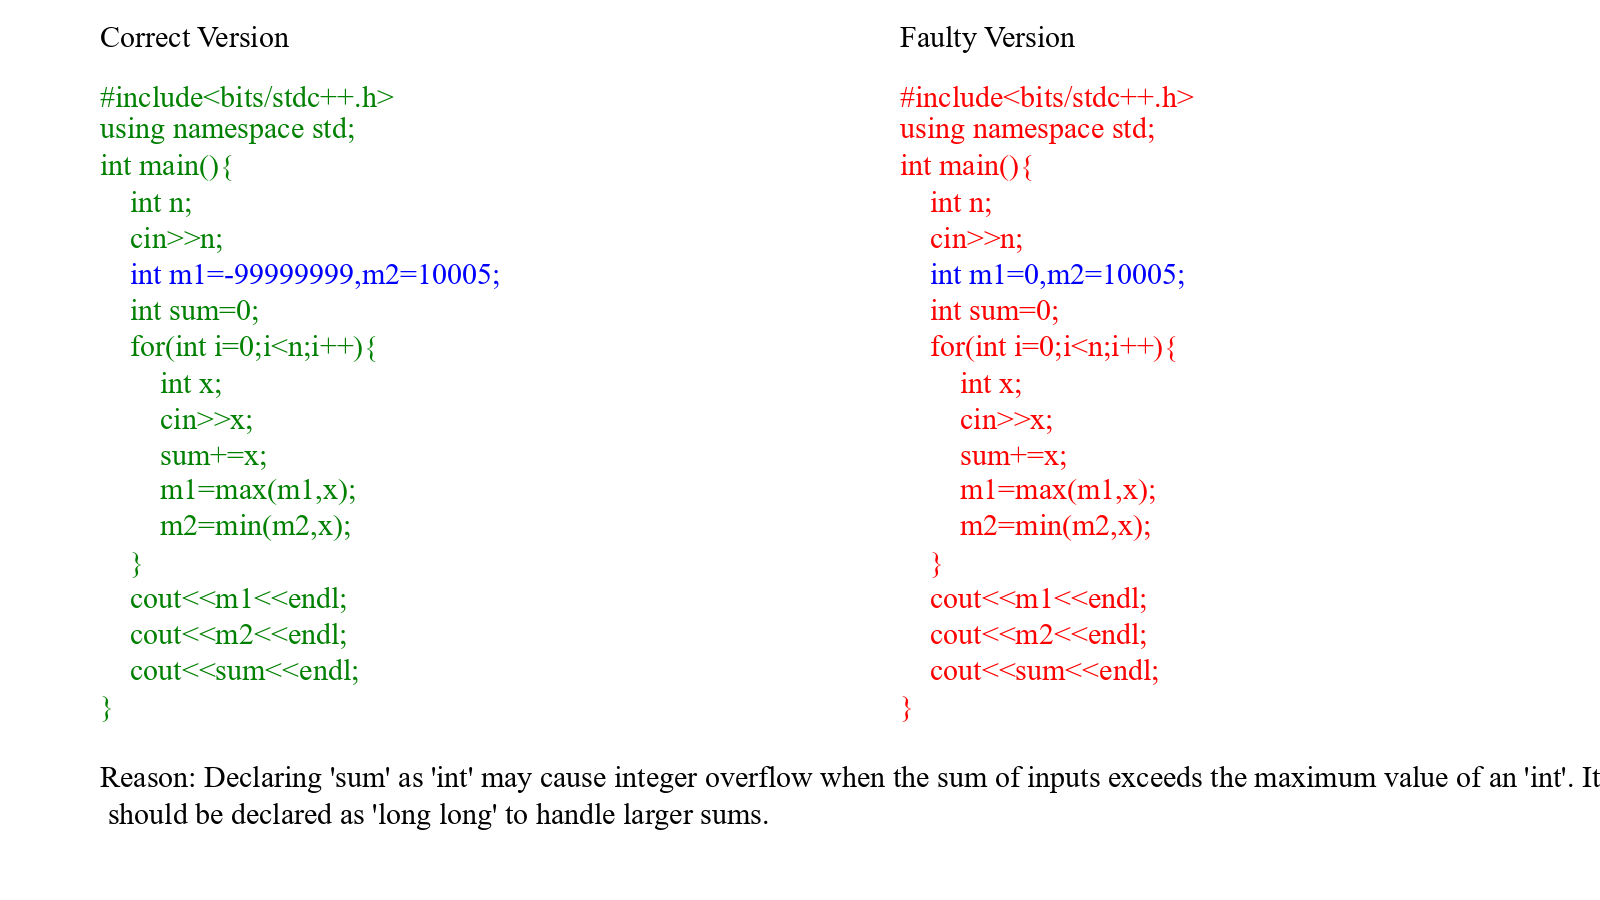 Correct Version
#include<bits/stdc++.h>
using namespace std;
int main(){
int n;
cin>>n;
int m1=-99999999,m2=10005;
int sum=0;
for(int i=0;i<n;i++){
int x;
cin>>x;
sum+=x;
m1=max(m1,x);
m2=min(m2,x);
}
cout<<m1<<endl;
cout<<m2<<endl;
cout<<sum<<endl;
}
Faulty Version
#include<bits/stdc++.h>
using namespace std;
int main(){
int n;
cin>>n;
int m1=0,m2=10005;
int sum=0;
for(int i=0;i<n;i++){
int x;
cin>>x;
sum+=x;
m1=max(m1,x);
m2=min(m2,x);
}
cout<<m1<<endl;
cout<<m2<<endl;
cout<<sum<<endl;
}
Reason: Declaring 'sum' as 'int' may cause integer overflow when the sum of inputs exceeds the maximum value of an 'int'. It
should be declared as 'long long' to handle larger sums.